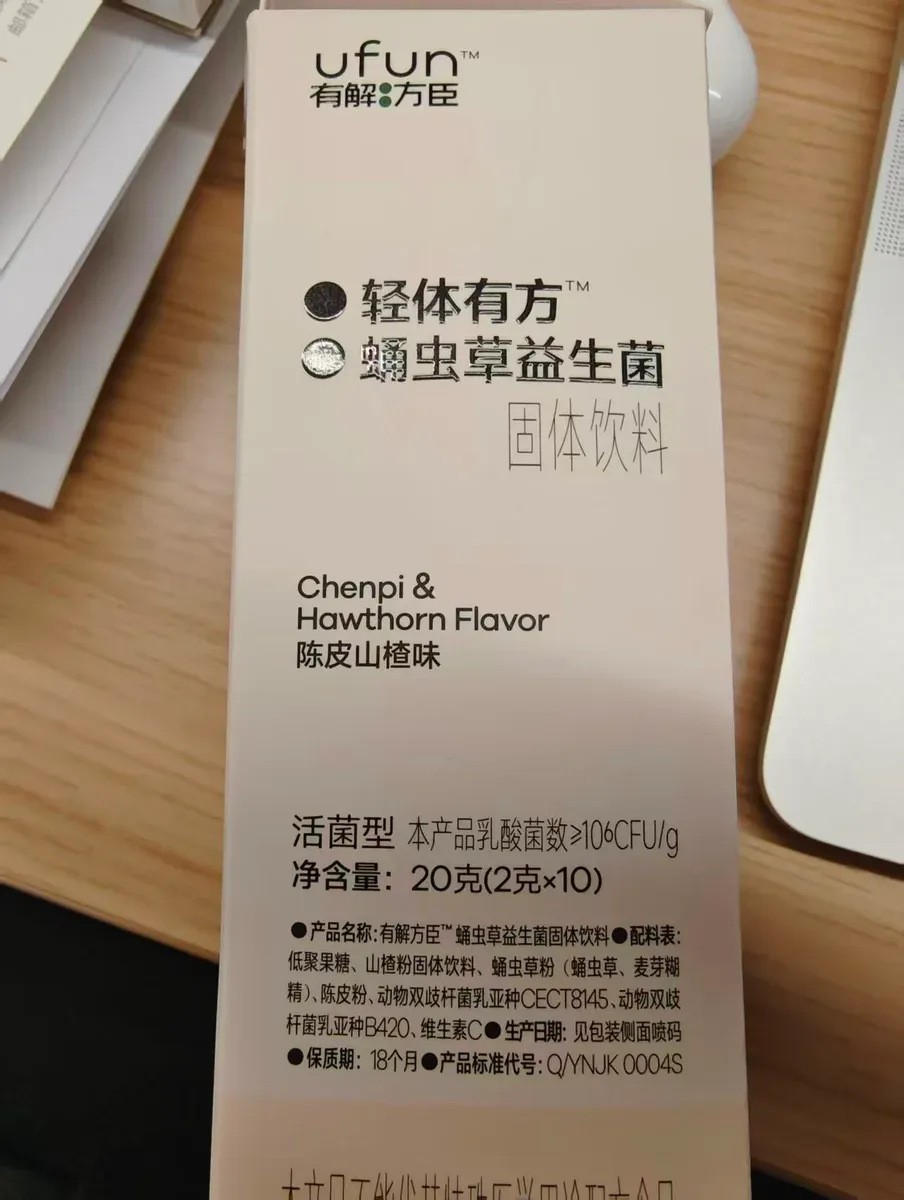 邮箱
ufun™
有解方臣
轻体有方™
蛹虫草益生菌
固体饮料
Chenpi &
Hawthorn Flavor
陈皮山楂味
活菌型 本产品乳酸菌数≥10⁶CFU/g
净含量：20克(2克×10)
●产品名称:有解方臣™ 蛹虫草益生菌固体饮料●配料表:
低聚果糖、山楂粉固体饮料、蛹虫草粉（蛹虫草、麦芽糊
精）、陈皮粉、动物双歧杆菌乳亚种CECT8145、动物双歧
杆菌乳亚种B420、维生素C●生产日期: 见包装侧面喷码
●保质期: 18个月●产品标准代号: Q/YNJK 0004S